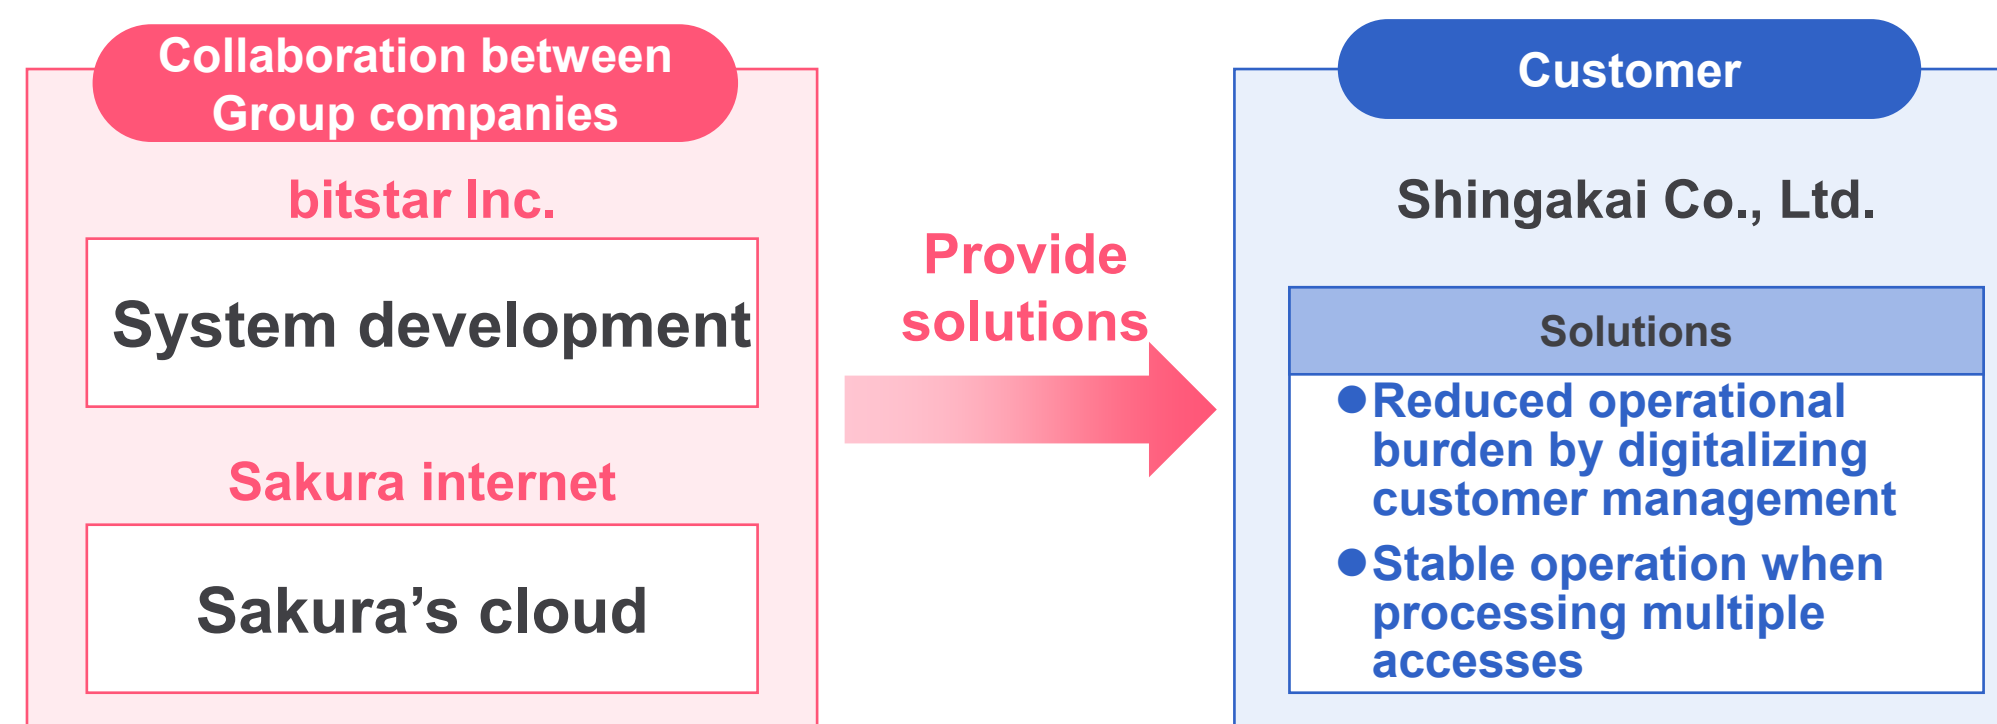 Collaboration between
Group companies
bitstar Inc.
System development
Sakura internet
Sakura’s cloud
Provide
solutions
Customer
Shingakai Co., Ltd.
Solutions
●Reduced operational
burden by digitalizing
customer management
●Stable operation when
processing multiple
accesses